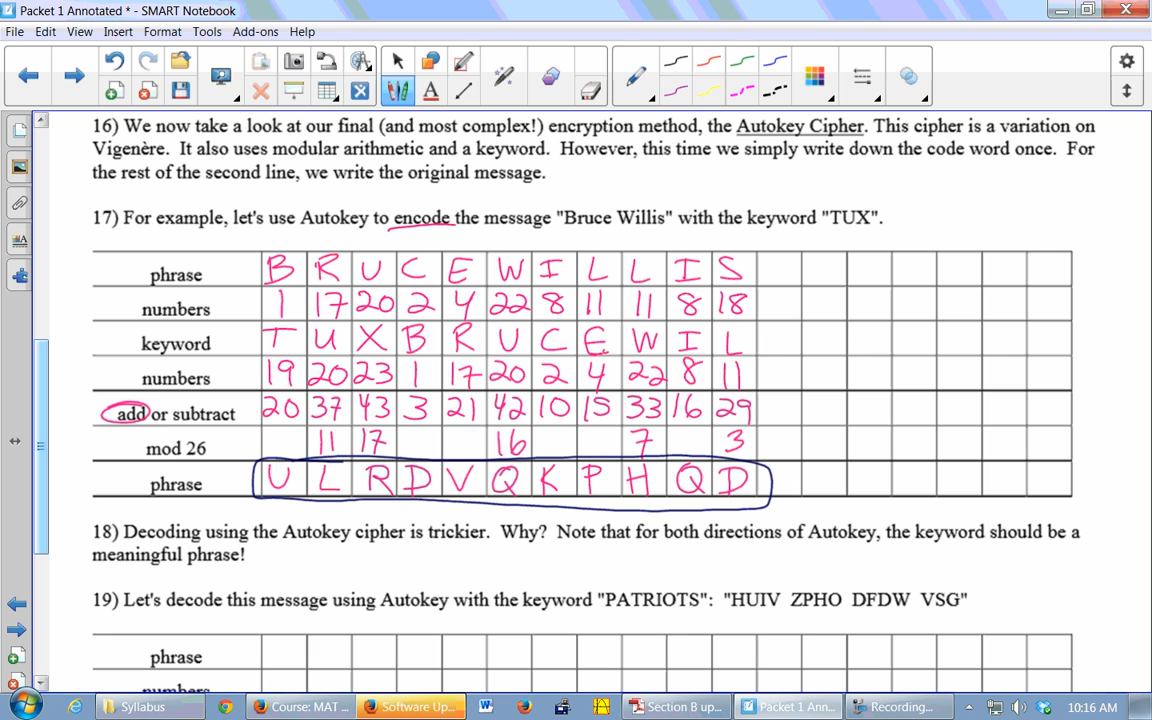 Packet 1 Annotated * - SMART Notebook
File Edit View Insert Format Tools Add-ons Help
16) We now take a look at our final (and most complex!) encryption method, the Autokey Cipher. This cipher is a variation on
Vigenère. It also uses modular arithmetic and a keyword. However, this time we simply write down the code word once. For
the rest of the second line, we write the original message.
17) For example, let's use Autokey to encode the message "Bruce Willis" with the keyword "TUX".
phrase B R U C E W I L L I S
numbers 1 17 20 2 4 22 8 11 11 8 18
keyword T U X B R U C E W I L
numbers 19 20 23 1 17 20 2 4 22 8 11
add or subtract 20 37 43 3 21 42 10 15 33 16 29
mod 26 11 17 16 7 3
phrase U L R D V Q K P H Q D
18) Decoding using the Autokey cipher is trickier. Why? Note that for both directions of Autokey, the keyword should be a
meaningful phrase!
19) Let's decode this message using Autokey with the keyword "PATRIOTS": "HUIV ZPHO DFDW VSG"
phrase
numbers
Syllabus Course: MAT ... Software Up... Section B up... Packet 1 Ann... Recording... 10:16 AM